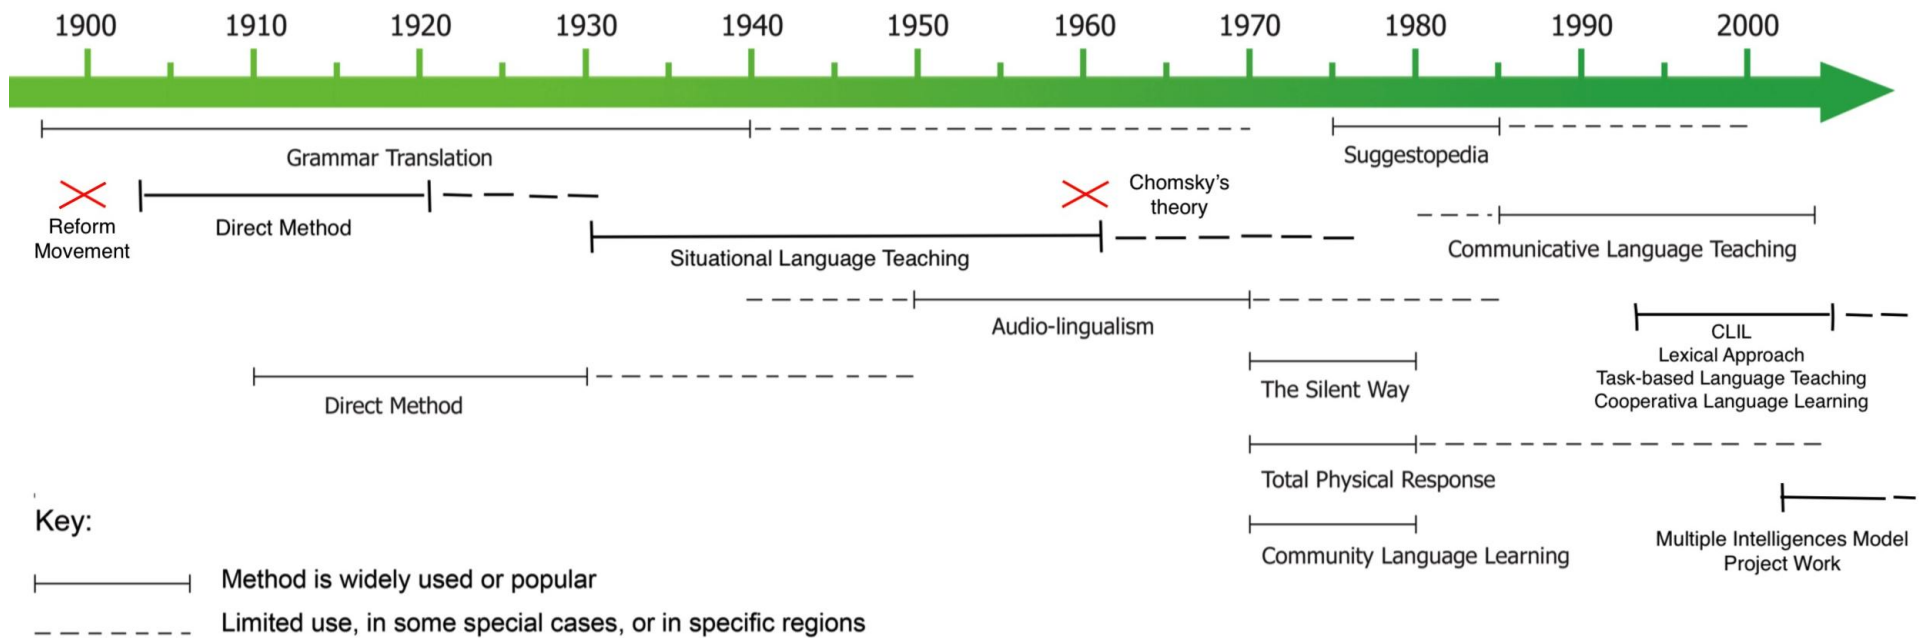 1900 1910 1920 1930 1940 1950 1960 1970 1980 1990 2000
Grammar Translation
Suggestopedia
Reform
Movement
Direct Method
Chomsky's
theory
Situational Language Teaching
Communicative Language Teaching
Audio-lingualism
CLIL
Lexical Approach
Task-based Language Teaching
Cooperativa Language Learning
The Silent Way
Direct Method
Total Physical Response
Multiple Intelligences Model
Project Work
Community Language Learning
Key:
Method is widely used or popular
Limited use, in some special cases, or in specific regions